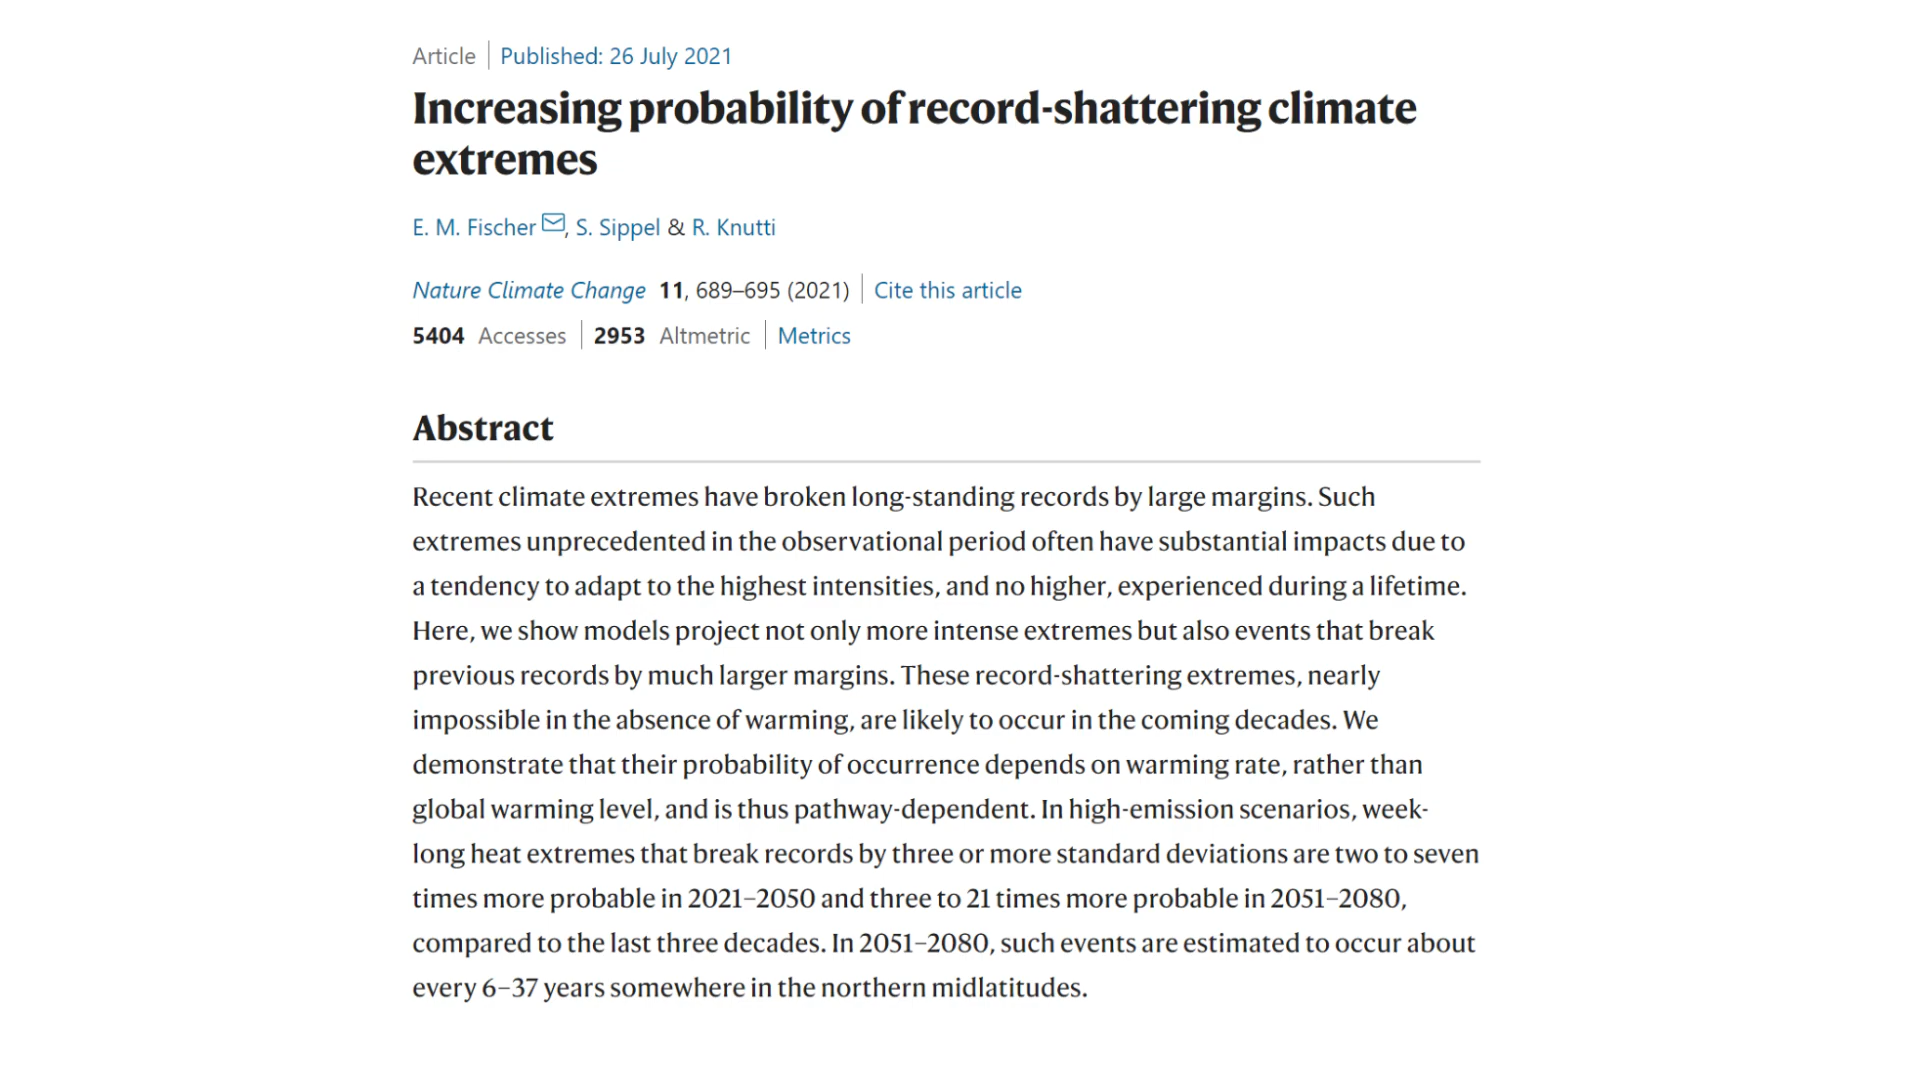 Article | Published: 26 July 2021
Increasing probability of record-shattering climate
extremes
E. M. Fischer, S. Sippel & R. Knutti
Nature Climate Change 11, 689–695 (2021) | Cite this article
5404 Accesses | 2953 Altmetric | Metrics
Abstract
Recent climate extremes have broken long-standing records by large margins. Such
extremes unprecedented in the observational period often have substantial impacts due to
a tendency to adapt to the highest intensities, and no higher, experienced during a lifetime.
Here, we show models project not only more intense extremes but also events that break
previous records by much larger margins. These record-shattering extremes, nearly
impossible in the absence of warming, are likely to occur in the coming decades. We
demonstrate that their probability of occurrence depends on warming rate, rather than
global warming level, and is thus pathway-dependent. In high-emission scenarios, week-
long heat extremes that break records by three or more standard deviations are two to seven
times more probable in 2021–2050 and three to 21 times more probable in 2051–2080,
compared to the last three decades. In 2051–2080, such events are estimated to occur about
every 6–37 years somewhere in the northern midlatitudes.